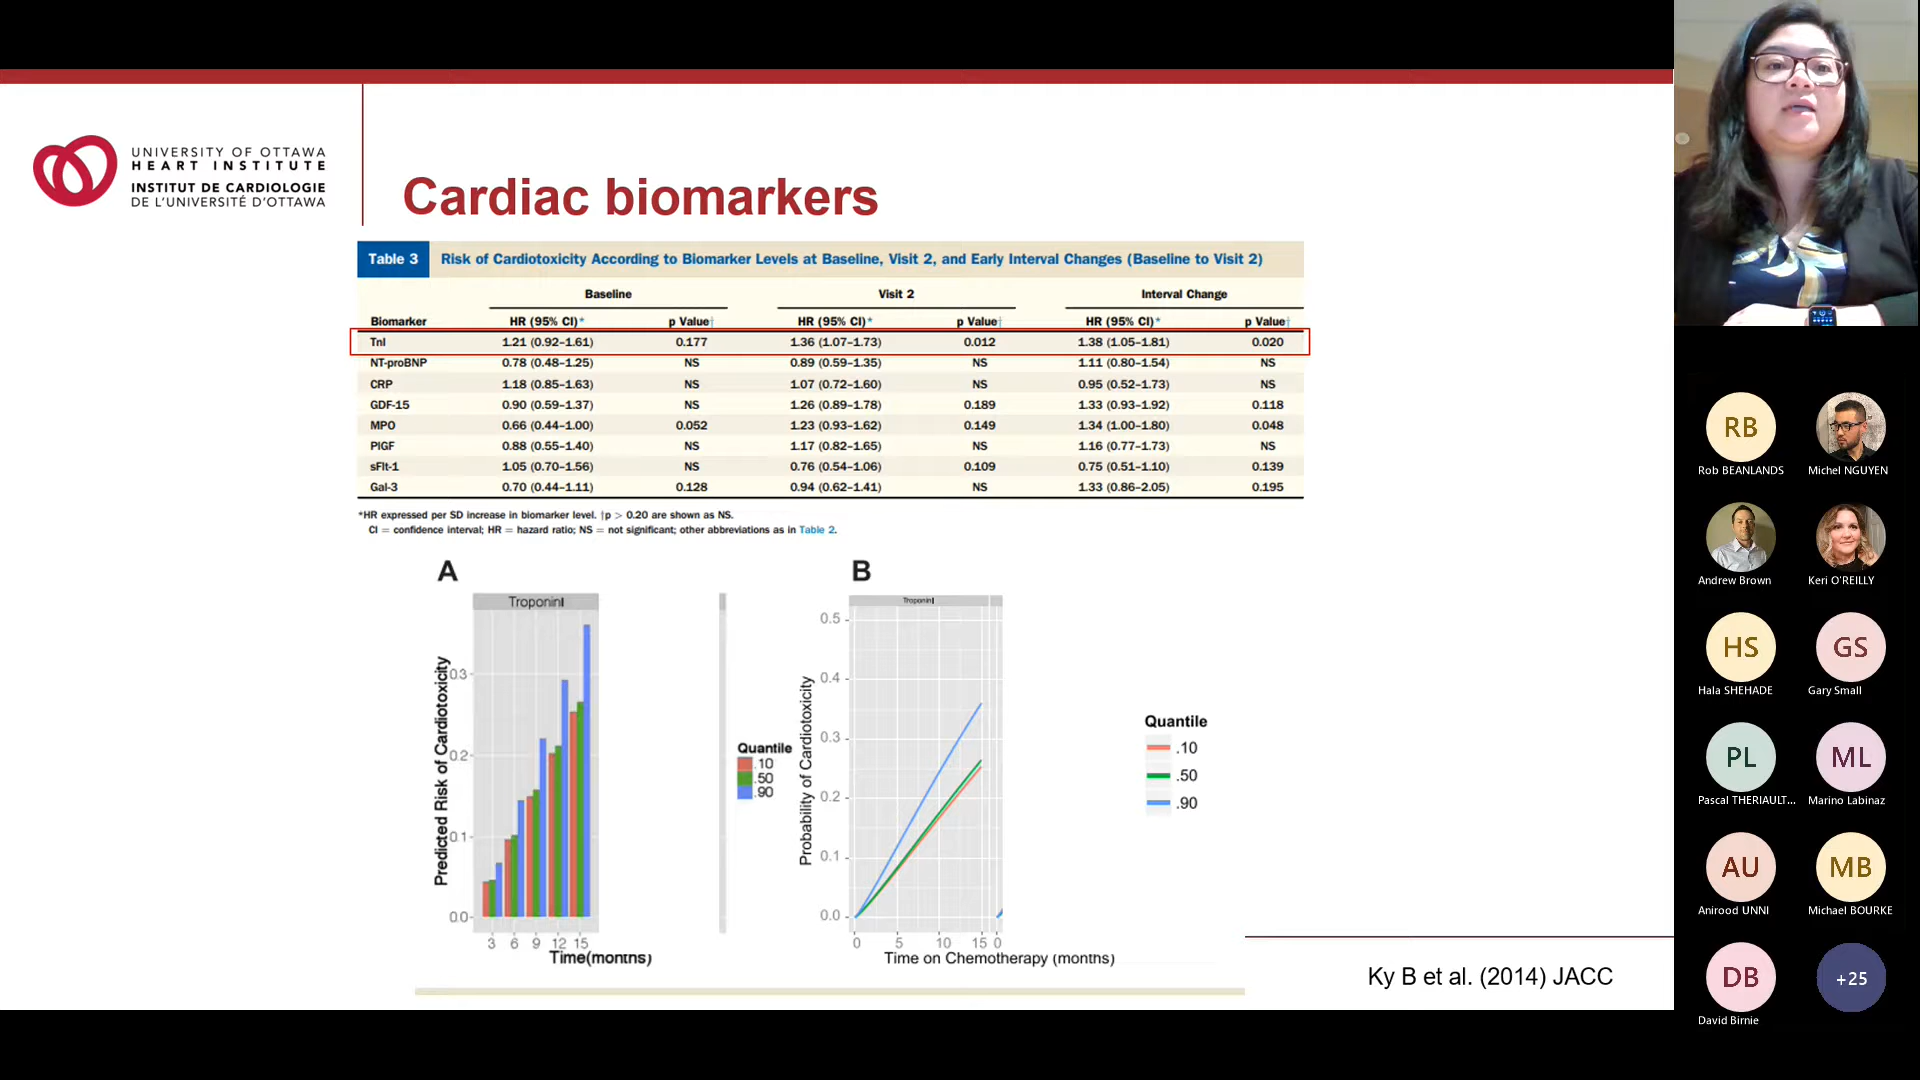 UNIVERSITY OF OTTAWA
HEART INSTITUTE
INSTITUT DE CARDIOLOGIE
DE L'UNIVERSITÉ D'OTTAWA
Cardiac biomarkers
Table 3 Risk of Cardiotoxicity According to Biomarker Levels at Baseline, Visit 2, and Early Interval Changes (Baseline to Visit 2)
Baseline Visit 2 Interval Change
Biomarker HR (95% CI)* p Value† HR (95% CI)* p Value† HR (95% CI)* p Value†
TnI 1.21 (0.92–1.61) 0.177 1.36 (1.07–1.73) 0.012 1.38 (1.05–1.81) 0.020
NT-proBNP 0.78 (0.48–1.25) NS 0.89 (0.59–1.35) NS 1.11 (0.80–1.54) NS
CRP 1.18 (0.85–1.63) NS 1.07 (0.72–1.60) NS 0.95 (0.52–1.73) NS
GDF-15 0.90 (0.59–1.37) NS 1.26 (0.89–1.78) 0.189 1.33 (0.93–1.92) 0.118
MPO 0.66 (0.44–1.00) 0.052 1.23 (0.93–1.62) 0.149 1.34 (1.00–1.80) 0.048
PlGF 0.88 (0.55–1.40) NS 1.17 (0.82–1.65) NS 1.16 (0.77–1.73) NS
sFlt-1 1.05 (0.70–1.56) NS 0.76 (0.54–1.06) 0.109 0.75 (0.51–1.10) 0.139
Gal-3 0.70 (0.44–1.11) 0.128 0.94 (0.62–1.41) NS 1.33 (0.86–2.05) 0.195
*HR expressed per SD increase in biomarker level. †p > 0.20 are shown as NS.
CI = confidence interval; HR = hazard ratio; NS = not significant; other abbreviations as in Table 2.
A
TroponinI
Predicted Risk of Cardiotoxicity
0.3
0.2
0.1
0.0
3 6 9 12 15
Time(months)
Quantile
.10
.50
.90
B
TroponinI
Probability of Cardiotoxicity
0.5
0.4
0.3
0.2
0.1
0.0
0 5 10 15 0
Time on Chemotherapy (months)
Quantile
.10
.50
.90
Ky B et al. (2014) JACC
RB
Rob BEANLANDS Michel NGUYEN
Andrew Brown Keri O'REILLY
HS GS
Hala SHEHADE Gary Small
PL ML
Pascal THERIAULT... Marino Labinaz
AU MB
Anirood UNNI Michael BOURKE
DB +25
David Birnie